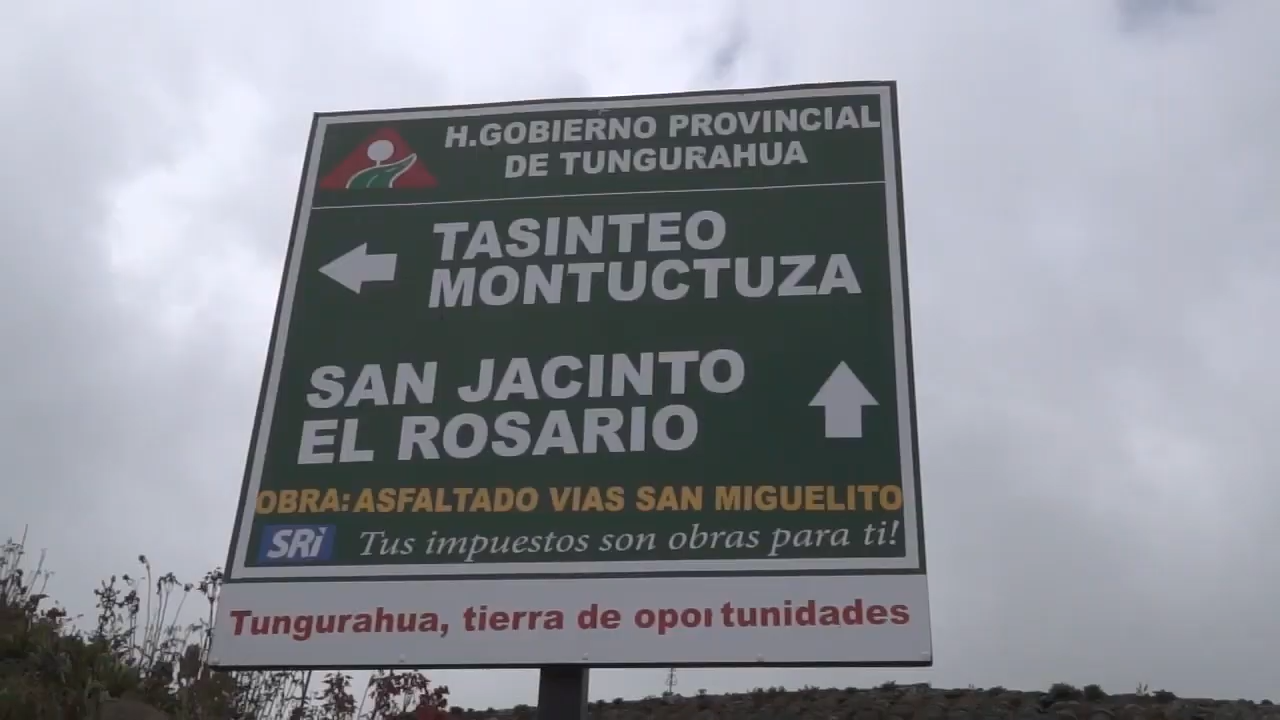 H.GOBIERNO PROVINCIAL
DE TUNGURAHUA
TASINTEO
MONTUCTUZA
SAN JACINTO
EL ROSARIO
OBRA: ASFALTADO VIAS SAN MIGUELITO
SRi Tus impuestos son obras para ti!
Tungurahua, tierra de oportunidades